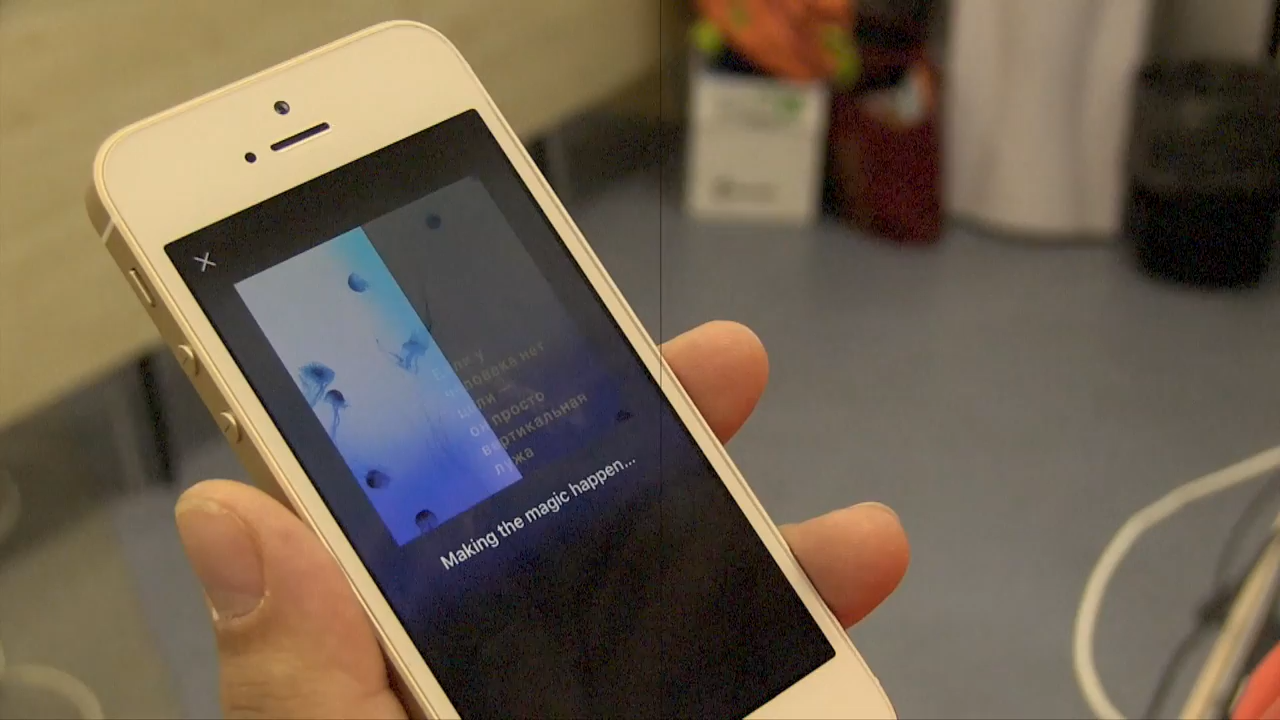 Если у
человека нет
цели —
он просто
вертикальная
лужа
Making the magic happen...